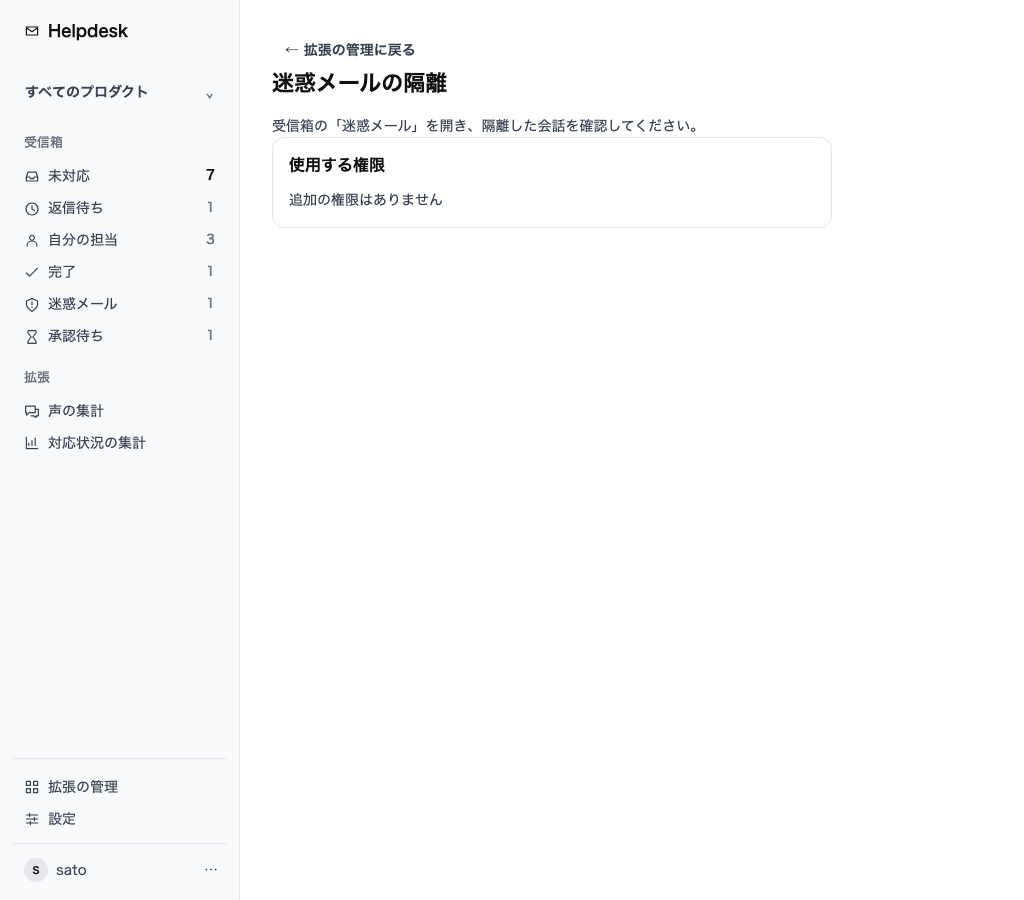 Helpdesk
すべてのプロダクト
受信箱
未対応 7
返信待ち 1
自分の担当 3
完了 1
迷惑メール 1
承認待ち 1
拡張
声の集計
対応状況の集計
拡張の管理
設定
S sato ...
← 拡張の管理に戻る
迷惑メールの隔離
受信箱の「迷惑メール」を開き、隔離した会話を確認してください。
使用する権限
追加の権限はありません